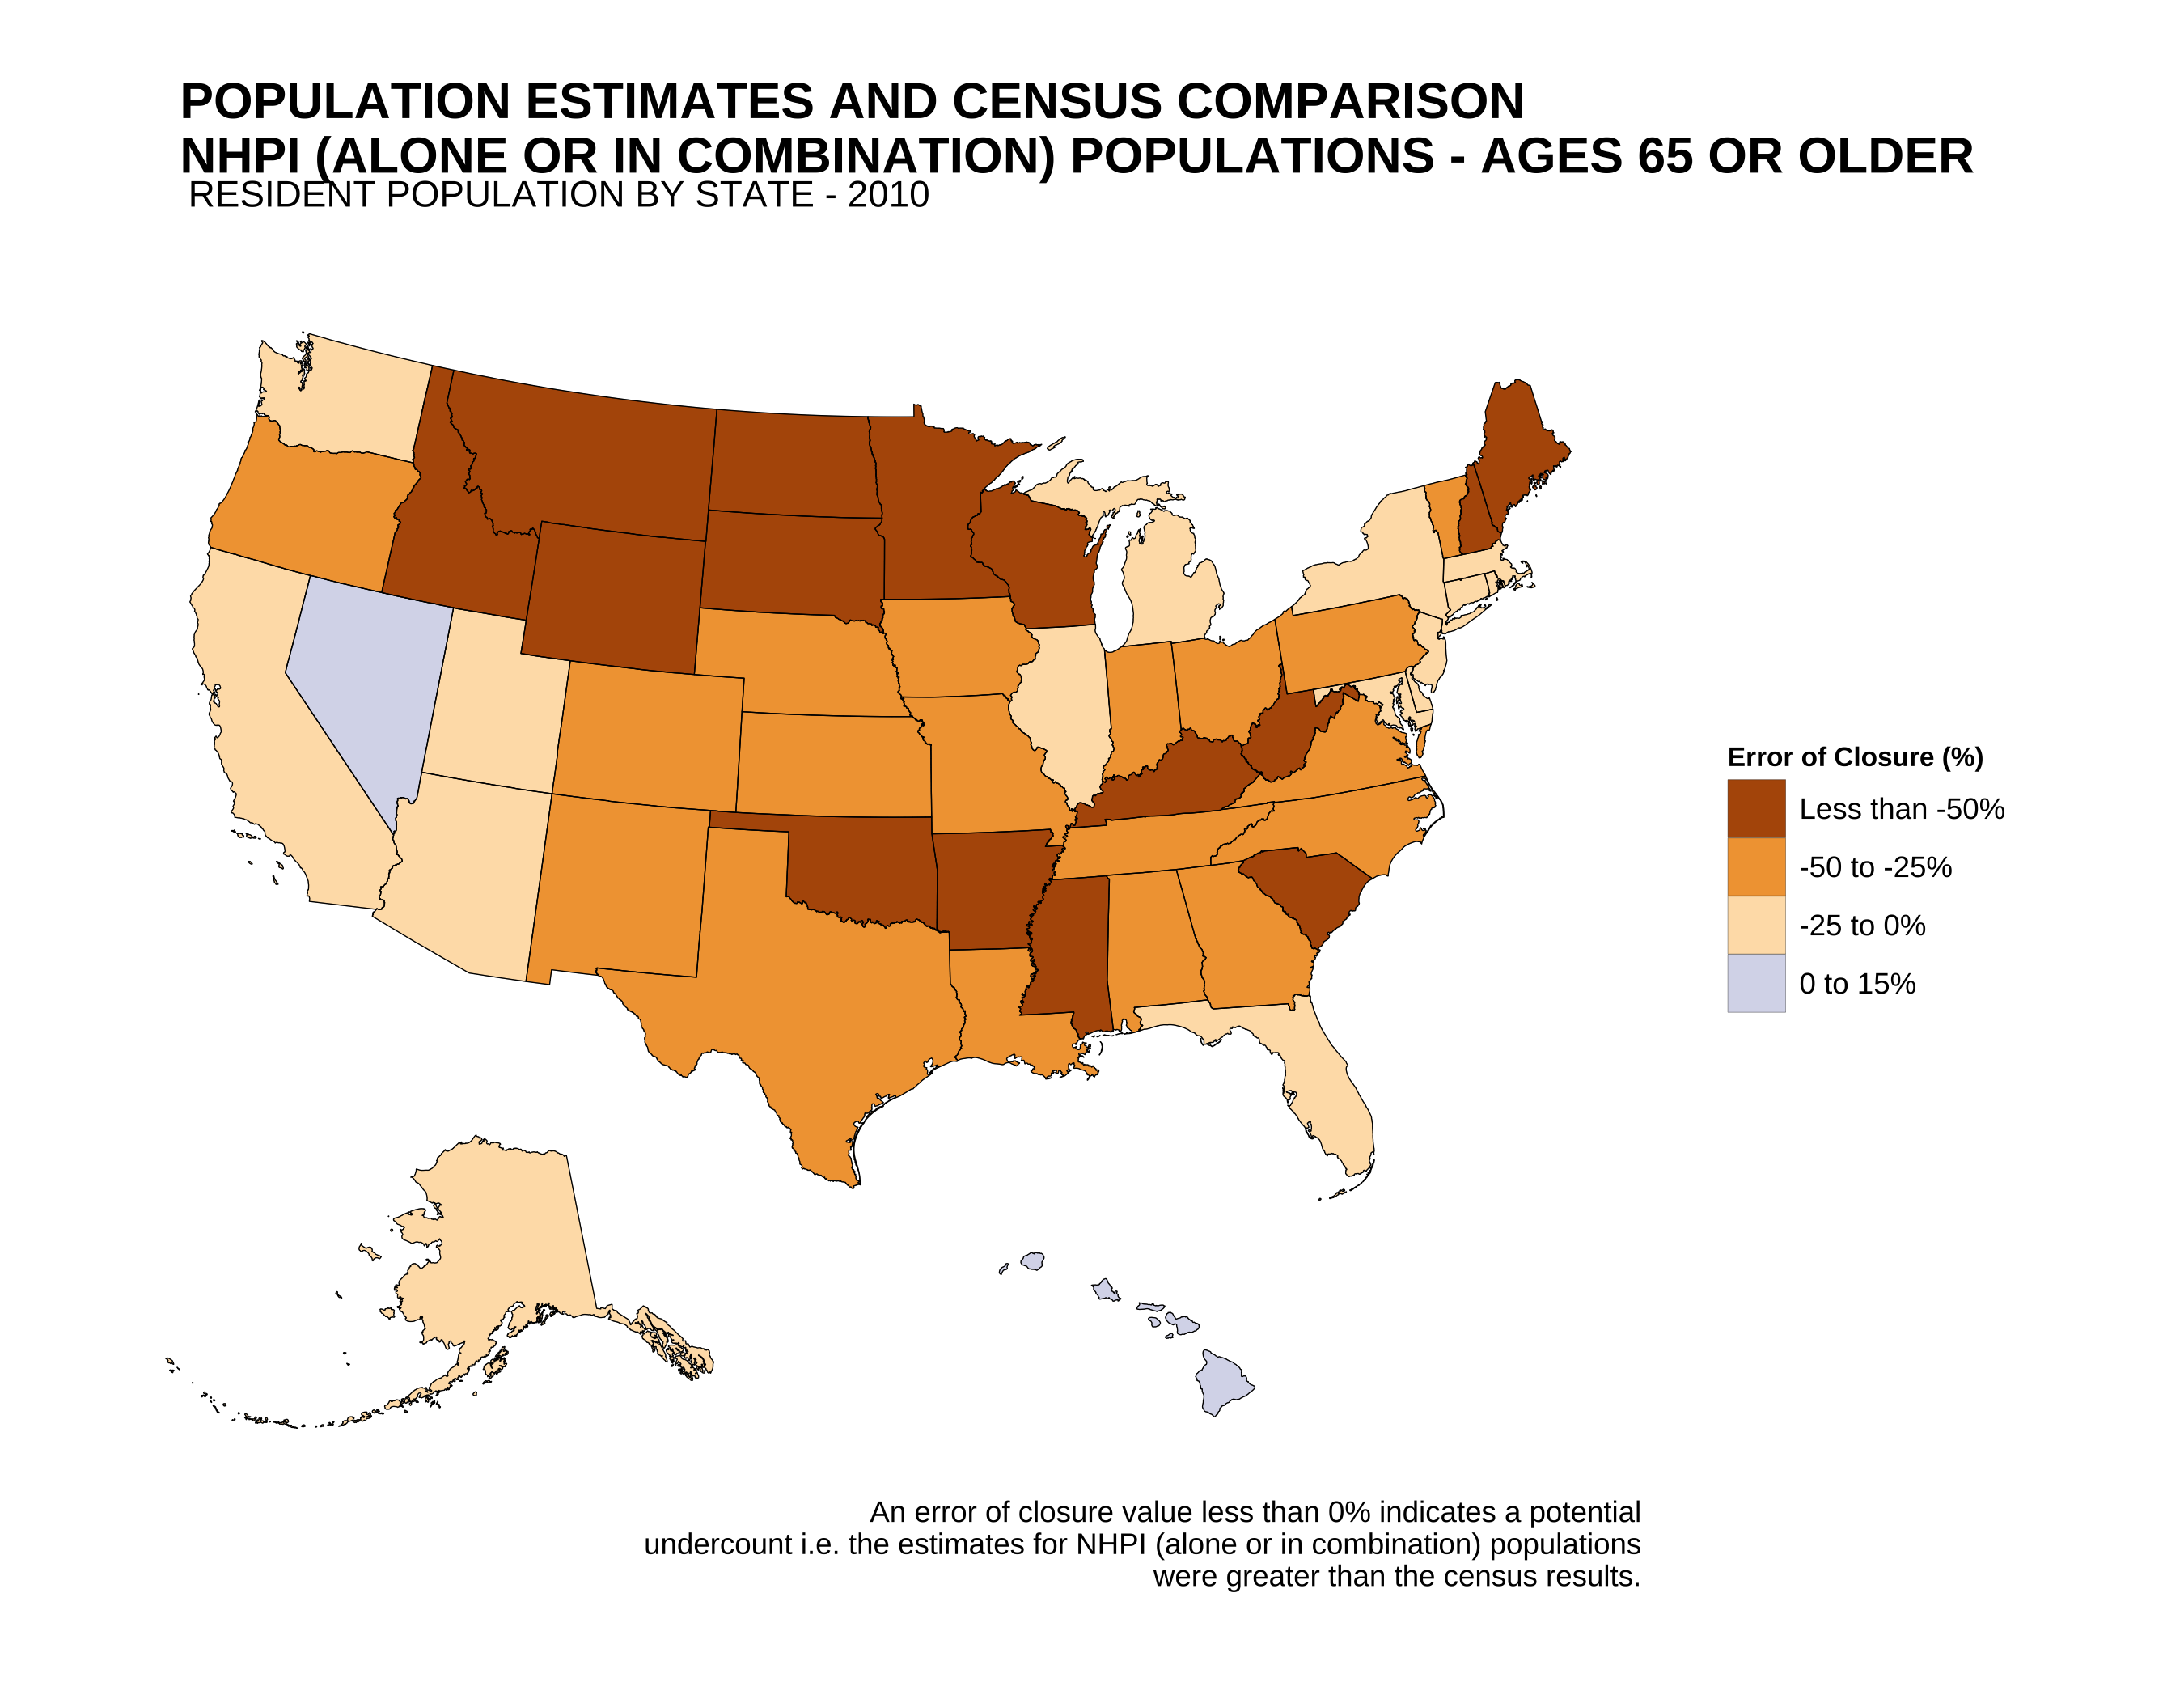 POPULATION ESTIMATES AND CENSUS COMPARISON
NHPI (ALONE OR IN COMBINATION) POPULATIONS - AGES 65 OR OLDER
RESIDENT POPULATION BY STATE - 2010
Error of Closure (%)
Less than -50%
-50 to -25%
-25 to 0%
0 to 15%
An error of closure value less than 0% indicates a potential
undercount i.e. the estimates for NHPI (alone or in combination) populations
were greater than the census results.